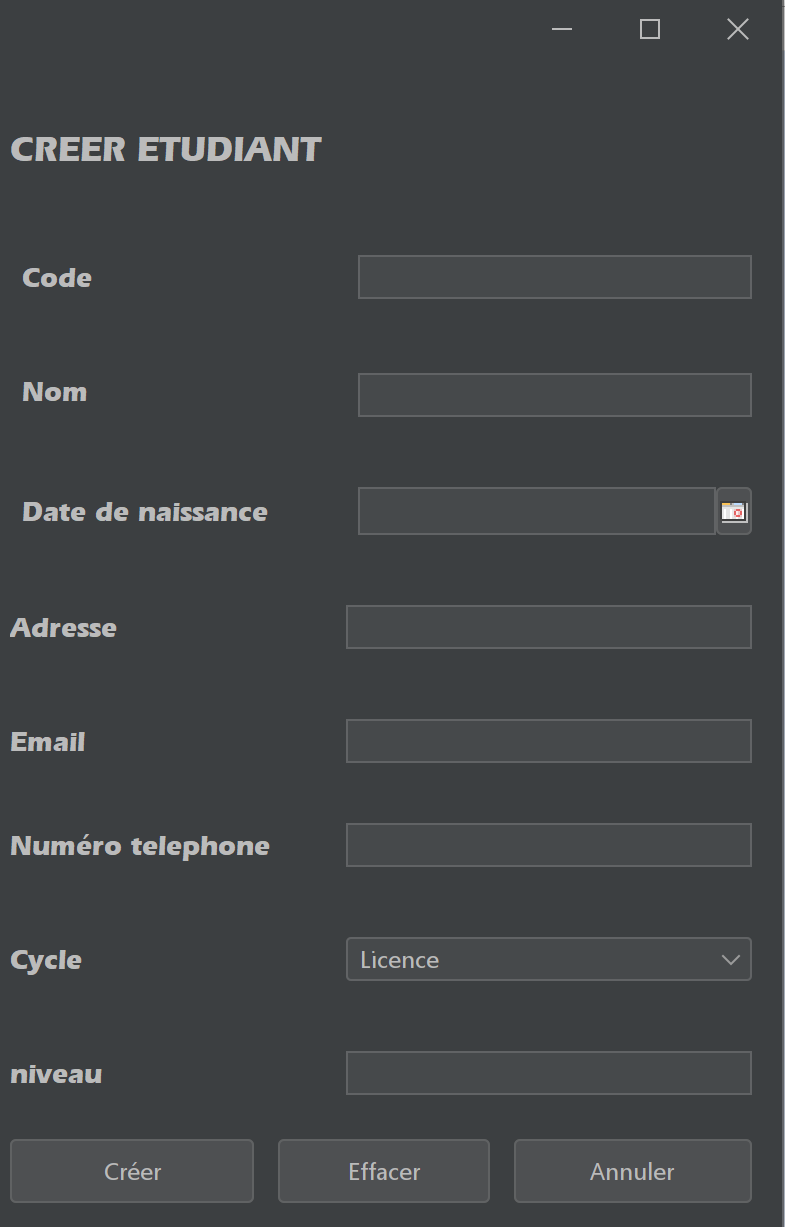 CREER ETUDIANT
Code
Nom
Date de naissance
Adresse
Email
Numéro telephone
Cycle
Licence
niveau
Créer
Effacer
Annuler